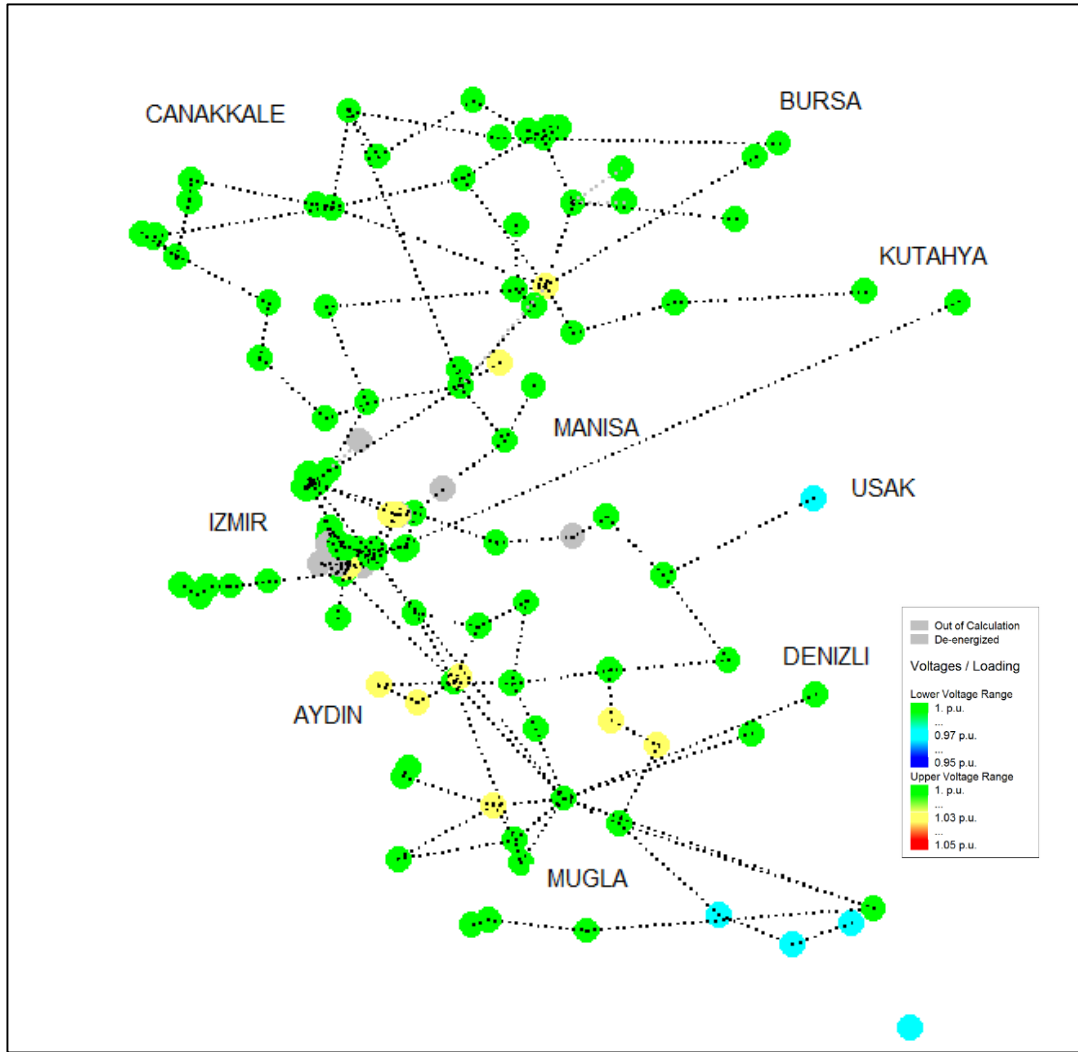 CANAKKALE
BURSA
KUTAHYA
MANISA
USAK
IZMIR
DENIZLI
AYDIN
MUGLA
Out of Calculation
De-energized
Voltages / Loading
Lower Voltage Range
1. p.u.
...
0.97 p.u.
...
0.95 p.u.
Upper Voltage Range
1. p.u.
...
1.03 p.u.
...
1.05 p.u.